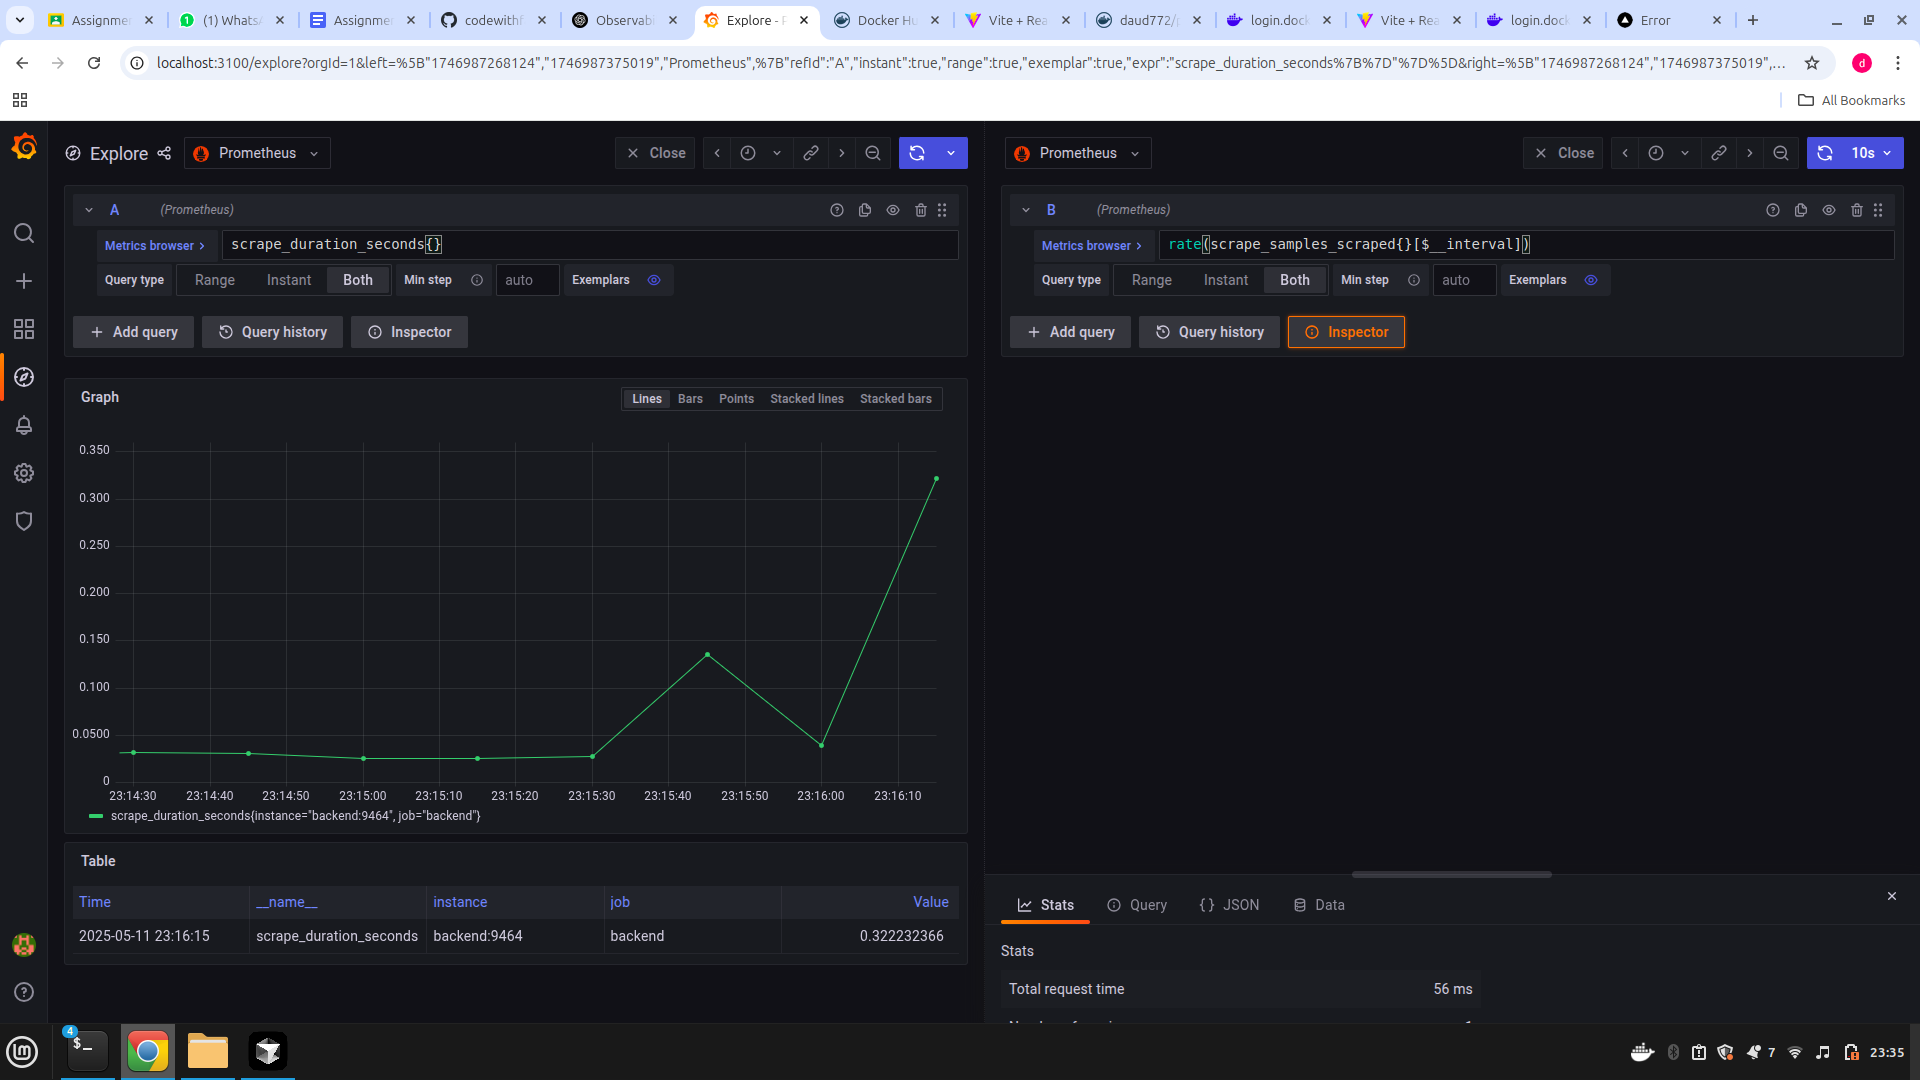 Assignme
(1) Whats
Assignme
codewithf
Observab
Explore - P
Docker Hu
Vite + Rea
daud772/
login.dock
Vite + Rea
login.dock
Error
localhost:3100/explore?orgId=1&left=%5B"1746987268124","1746987375019","Prometheus",%7B"refId":"A","instant":true,"range":true,"exemplar":true,"expr":"scrape_duration_seconds%7B%7D"%7D%5D&right=%5B"1746987268124","1746987375019",...
d
All Bookmarks
Explore
Prometheus
Close
A
(Prometheus)
Metrics browser >
scrape_duration_seconds{}
Query type Range Instant Both Min step auto Exemplars
+ Add query
Query history
Inspector
Graph
Lines Bars Points Stacked lines Stacked bars
0.350
0.300
0.250
0.200
0.150
0.100
0.0500
0
23:14:30 23:14:40 23:14:50 23:15:00 23:15:10 23:15:20 23:15:30 23:15:40 23:15:50 23:16:00 23:16:10
scrape_duration_seconds{instance="backend:9464", job="backend"}
Table
Time __name__ instance job Value
2025-05-11 23:16:15 scrape_duration_seconds backend:9464 backend 0.322232366
Prometheus
Close
10s
B
(Prometheus)
Metrics browser >
rate(scrape_samples_scraped{}[$__interval])
Query type Range Instant Both Min step auto Exemplars
+ Add query
Query history
Inspector
Stats
Query
{} JSON
Data
Stats
Total request time 56 ms
4
7
23:35